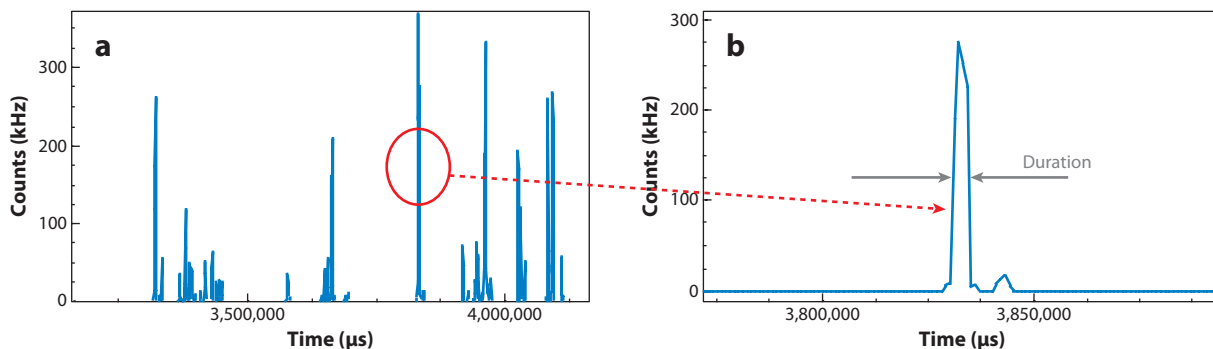 a
Counts (kHz)
300
200
100
0
3,500,000
4,000,000
Time (µs)
b
Counts (kHz)
300
200
100
0
Duration
3,800,000
3,850,000
Time (µs)